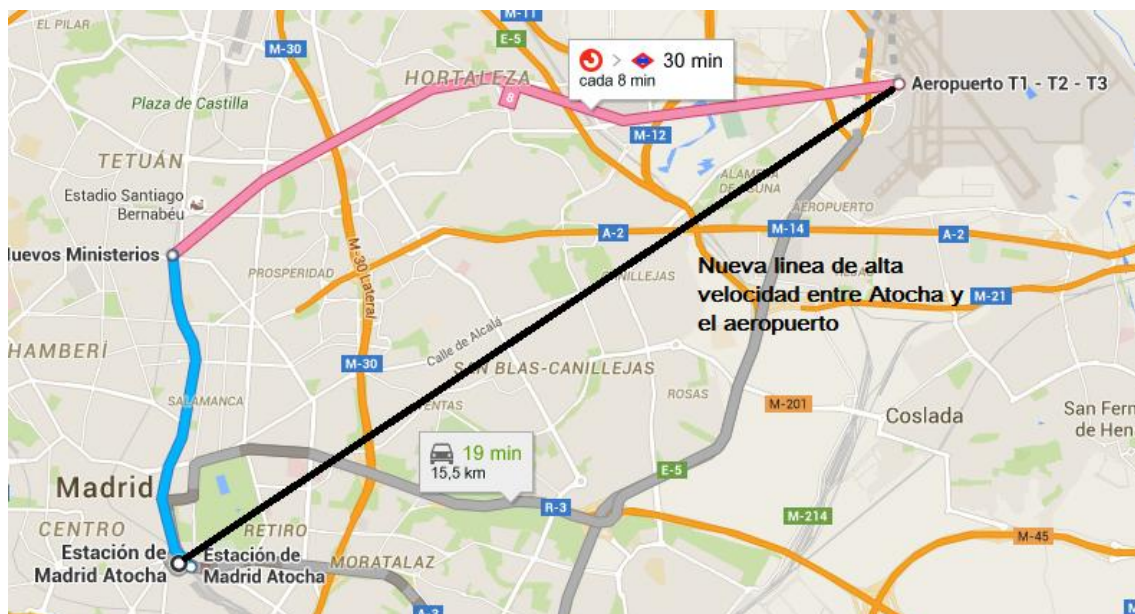 EL PILAR
M-11
E-5
M-30
HORTALEZA
8
> 30 min
cada 8 min
Aeropuerto T1 - T2 - T3
Plaza de Castilla
M-12
TETUÁN
Estadio Santiago
Bernabéu
ALAMEDA
DE OSUNA
AEROPUERTO
Nuevos Ministerios
M-30 Lateral
A-2
M-14
A-2
PROSPERIDAD
CANILLEJAS
Nueva linea de alta
velocidad entre Atocha y
el aeropuerto
M-21
Calle de Alcalá
HAMBERÍ
M-30
SAN BLAS-CANILLEJAS
SALAMANCA
ROSAS
M-201
Coslada
San Fern
de Hen
VENTAS
19 min
15,5 km
E-5
Madrid
R-3
M-214
CENTRO
RETIRO
M-45
Estación de
Madrid Atocha
Estación de
Madrid Atocha
MORATALAZ
A-3